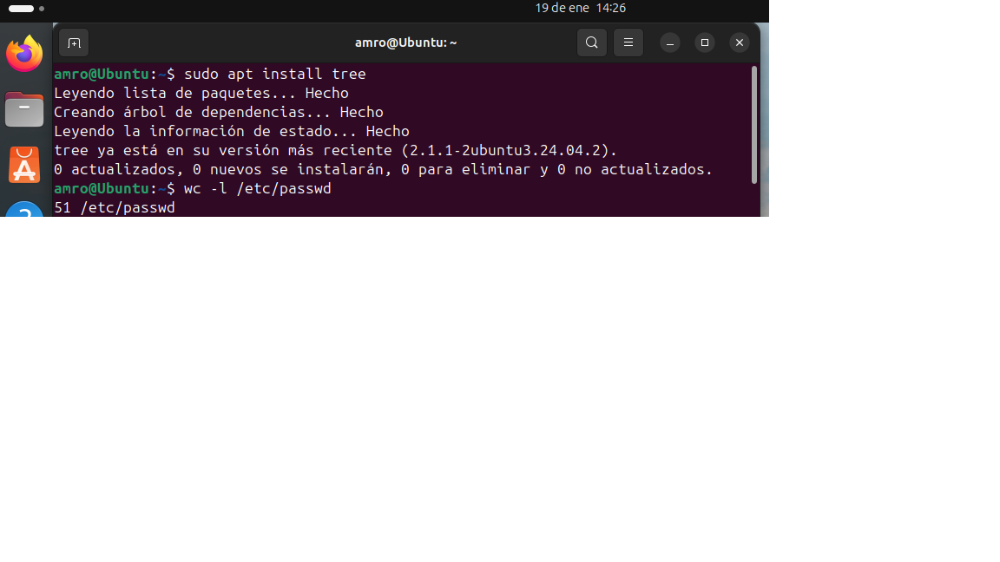 19 de ene 14:26
amro@Ubuntu: ~
amro@Ubuntu:~$ sudo apt install tree
Leyendo lista de paquetes... Hecho
Creando árbol de dependencias... Hecho
Leyendo la información de estado... Hecho
tree ya está en su versión más reciente (2.1.1-2ubuntu3.24.04.2).
0 actualizados, 0 nuevos se instalarán, 0 para eliminar y 0 no actualizados.
amro@Ubuntu:~$ wc -l /etc/passwd
51 /etc/passwd